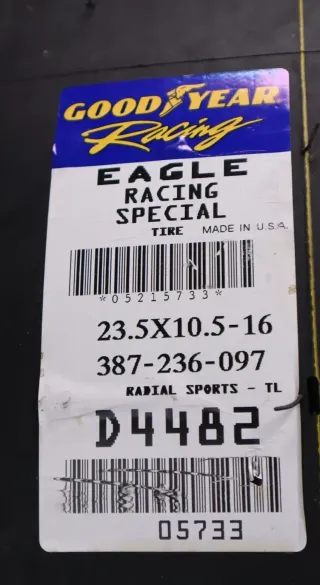 GOODYEAR
Racing
EAGLE
RACING
SPECIAL
TIRE MADE IN U.S.A.
*05215733*
23.5X10.5-16
387-236-097
RADIAL SPORTS - TL
D4482
05733